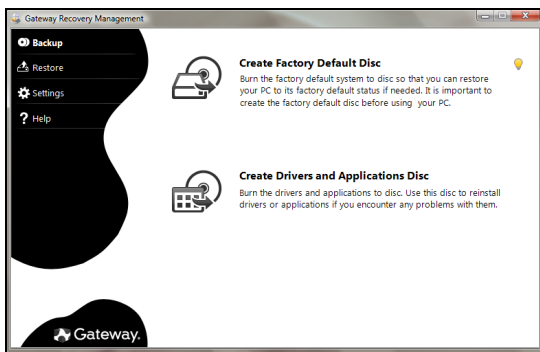 Gateway Recovery Management
Backup
Restore
Settings
Help
Create Factory Default Disc
Burn the factory default system to disc so that you can restore
your PC to its factory default status if needed. It is important to
create the factory default disc before using your PC.
Create Drivers and Applications Disc
Burn the drivers and applications to disc. Use this disc to reinstall
drivers or applications if you encounter any problems with them.
Gateway.